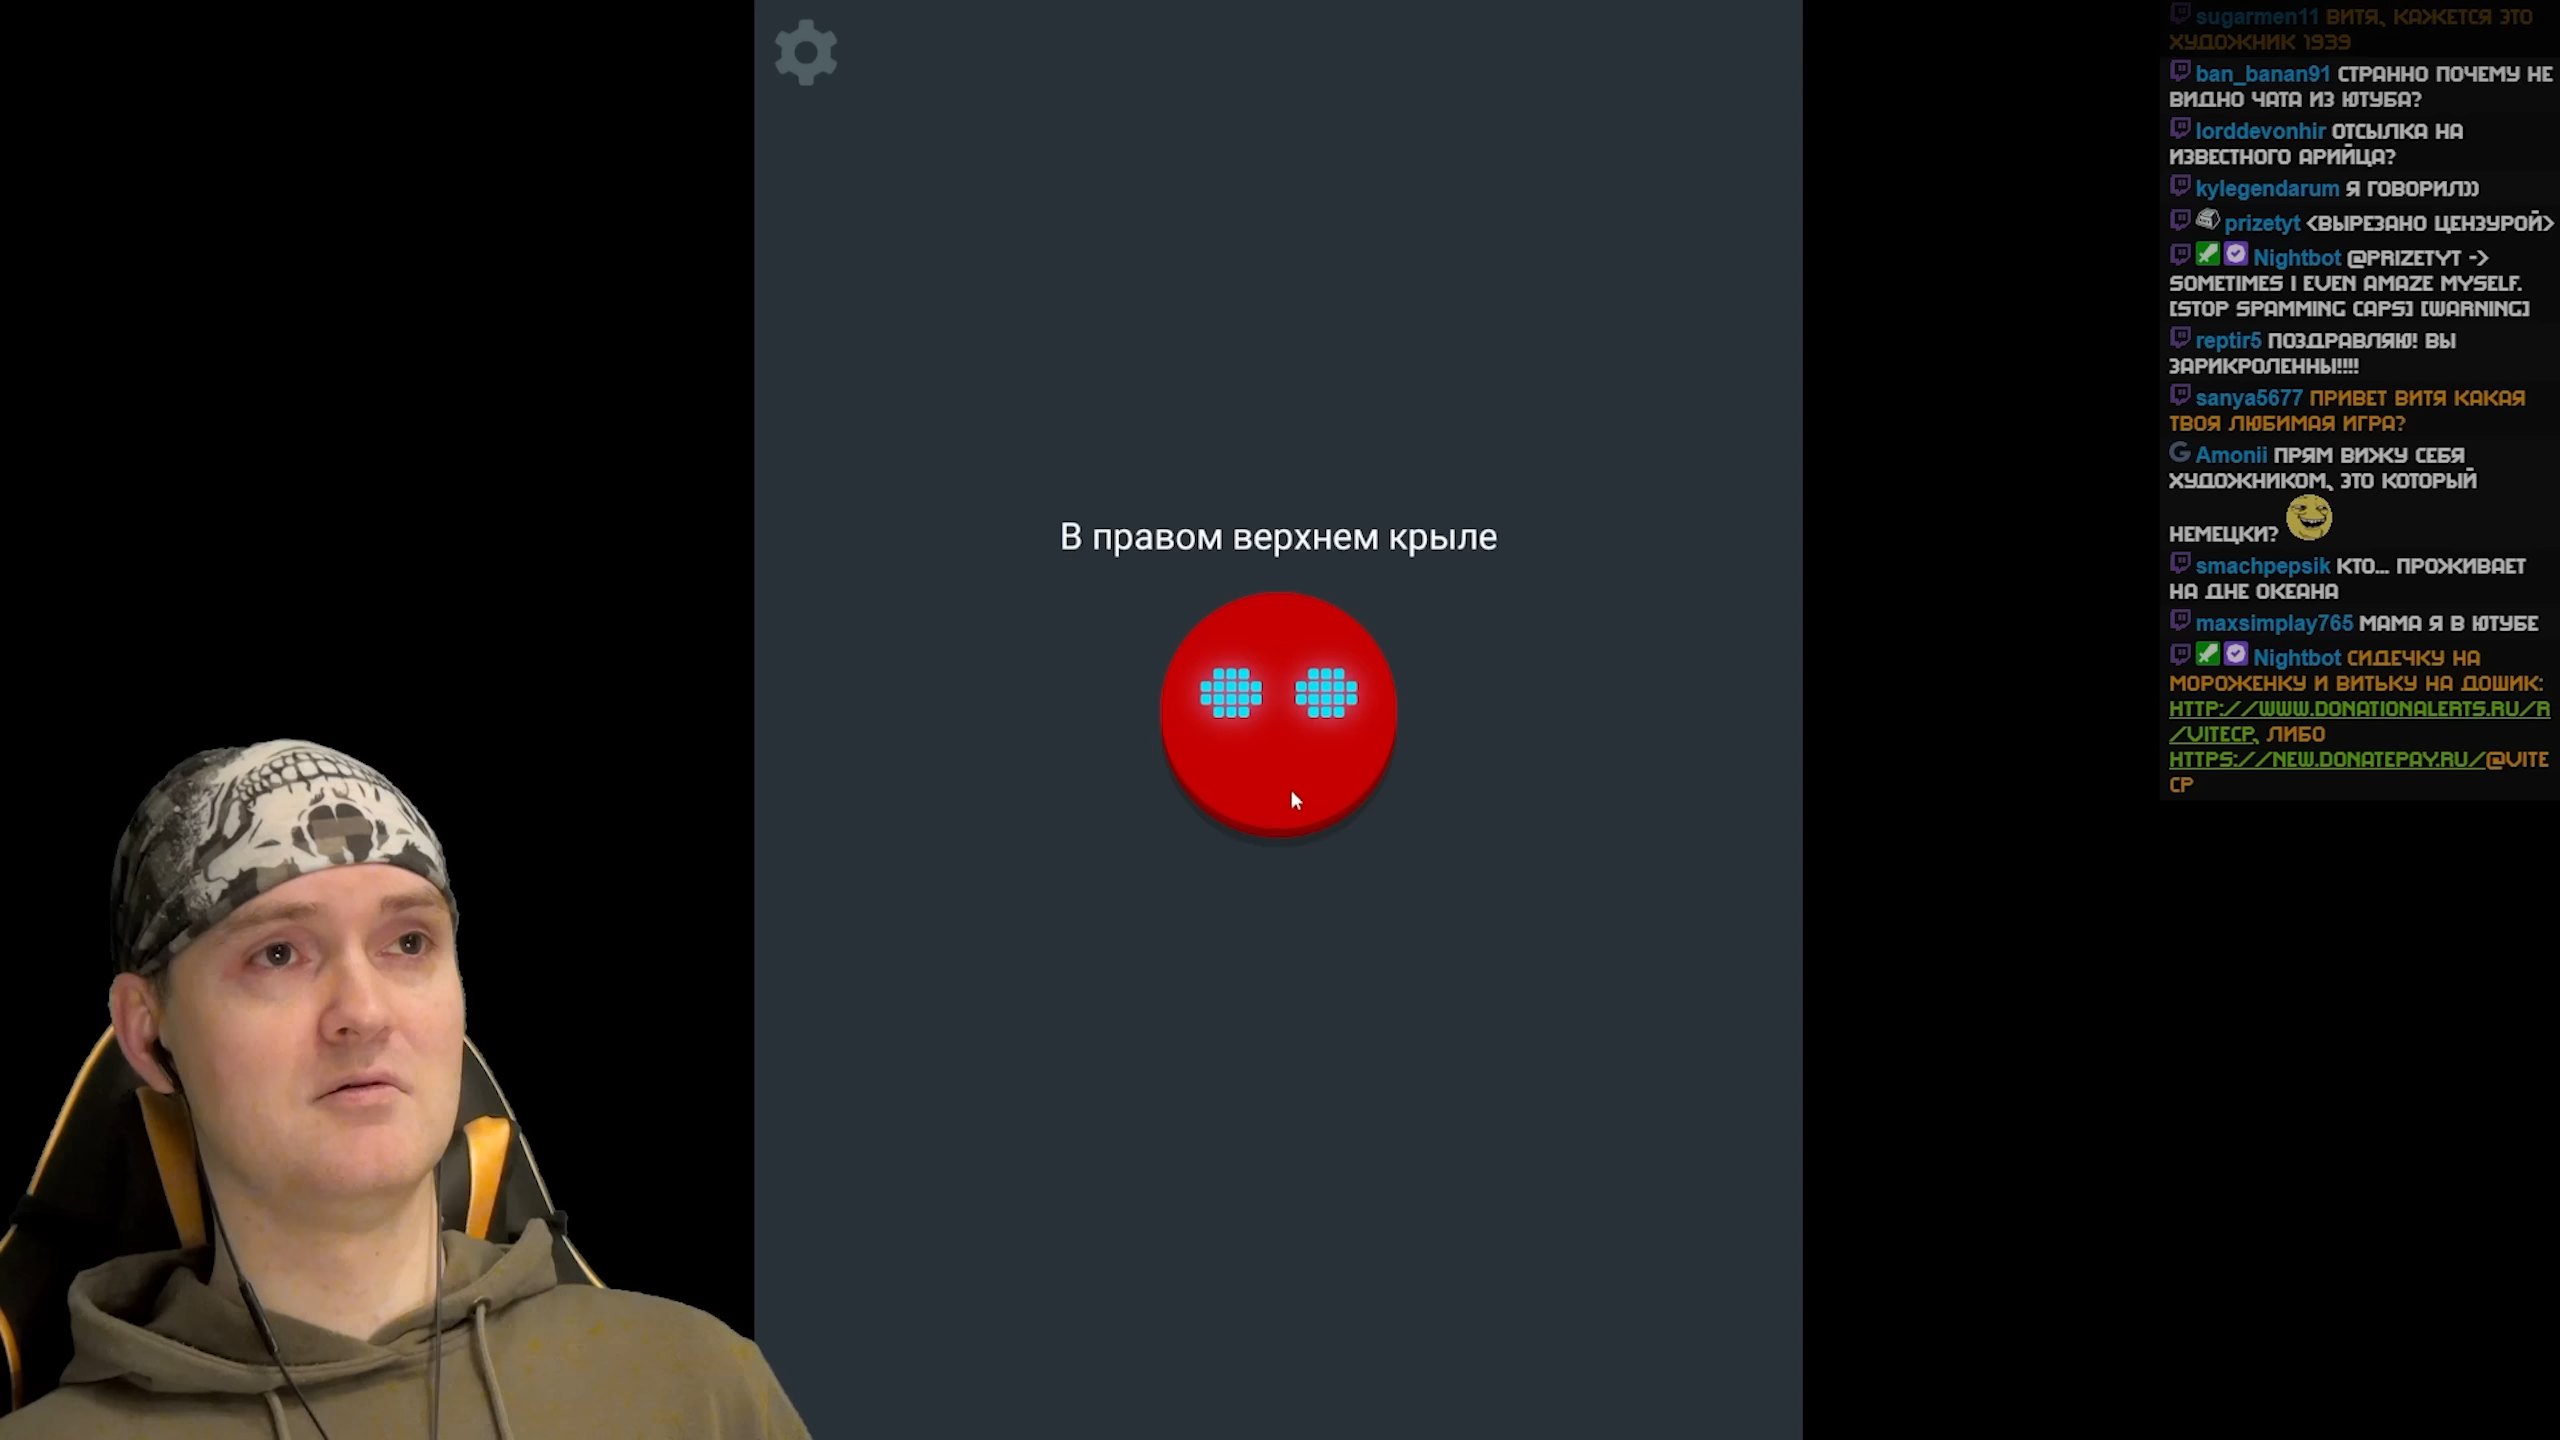 В правом верхнем крыле
sugarmen11 ВИТЯ, КАЖЕТСЯ ЭТО
ХУДОЖНИК 1939
ban_banan91 СТРАННО ПОЧЕМУ НЕ
ВИДНО ЧАТА ИЗ ЮТУБА?
lorddevonhir ОТСЫЛКА НА
ИЗВЕСТНОГО АРИЙЦА?
kylegendarum Я ГОВОРИЛ))
prizetyt <ВЫРЕЗАНО ЦЕНЗУРОЙ>
Nightbot @PRIZETYT ->
SOMETIMES I EVEN AMAZE MYSELF.
[STOP SPAMMING CAPS] [WARNING]
reptir5 ПОЗДРАВЛЯЮ! ВЫ
ЗАРИКРОЛЕННЫ!!!!
sanya5677 ПРИВЕТ ВИТЯ КАКАЯ
ТВОЯ ЛЮБИМАЯ ИГРА?
Amonii ПРЯМ ВИЖУ СЕБЯ
ХУДОЖНИКОМ, ЭТО КОТОРЫЙ
НЕМЕЦКИ?
smachpepsik КТО... ПРОЖИВАЕТ
НА ДНЕ ОКЕАНА
maxsimplay765 МАМА Я В ЮТУБЕ
Nightbot СИДЕЧКУ НА
МОРОЖЕНКУ И ВИТЬКУ НА ДОШИК:
HTTP://WWW.DONATIONALERTS.RU/R
/VITECP, ЛИБО
HTTPS://NEW.DONATEPAY.RU/@VITE
CP